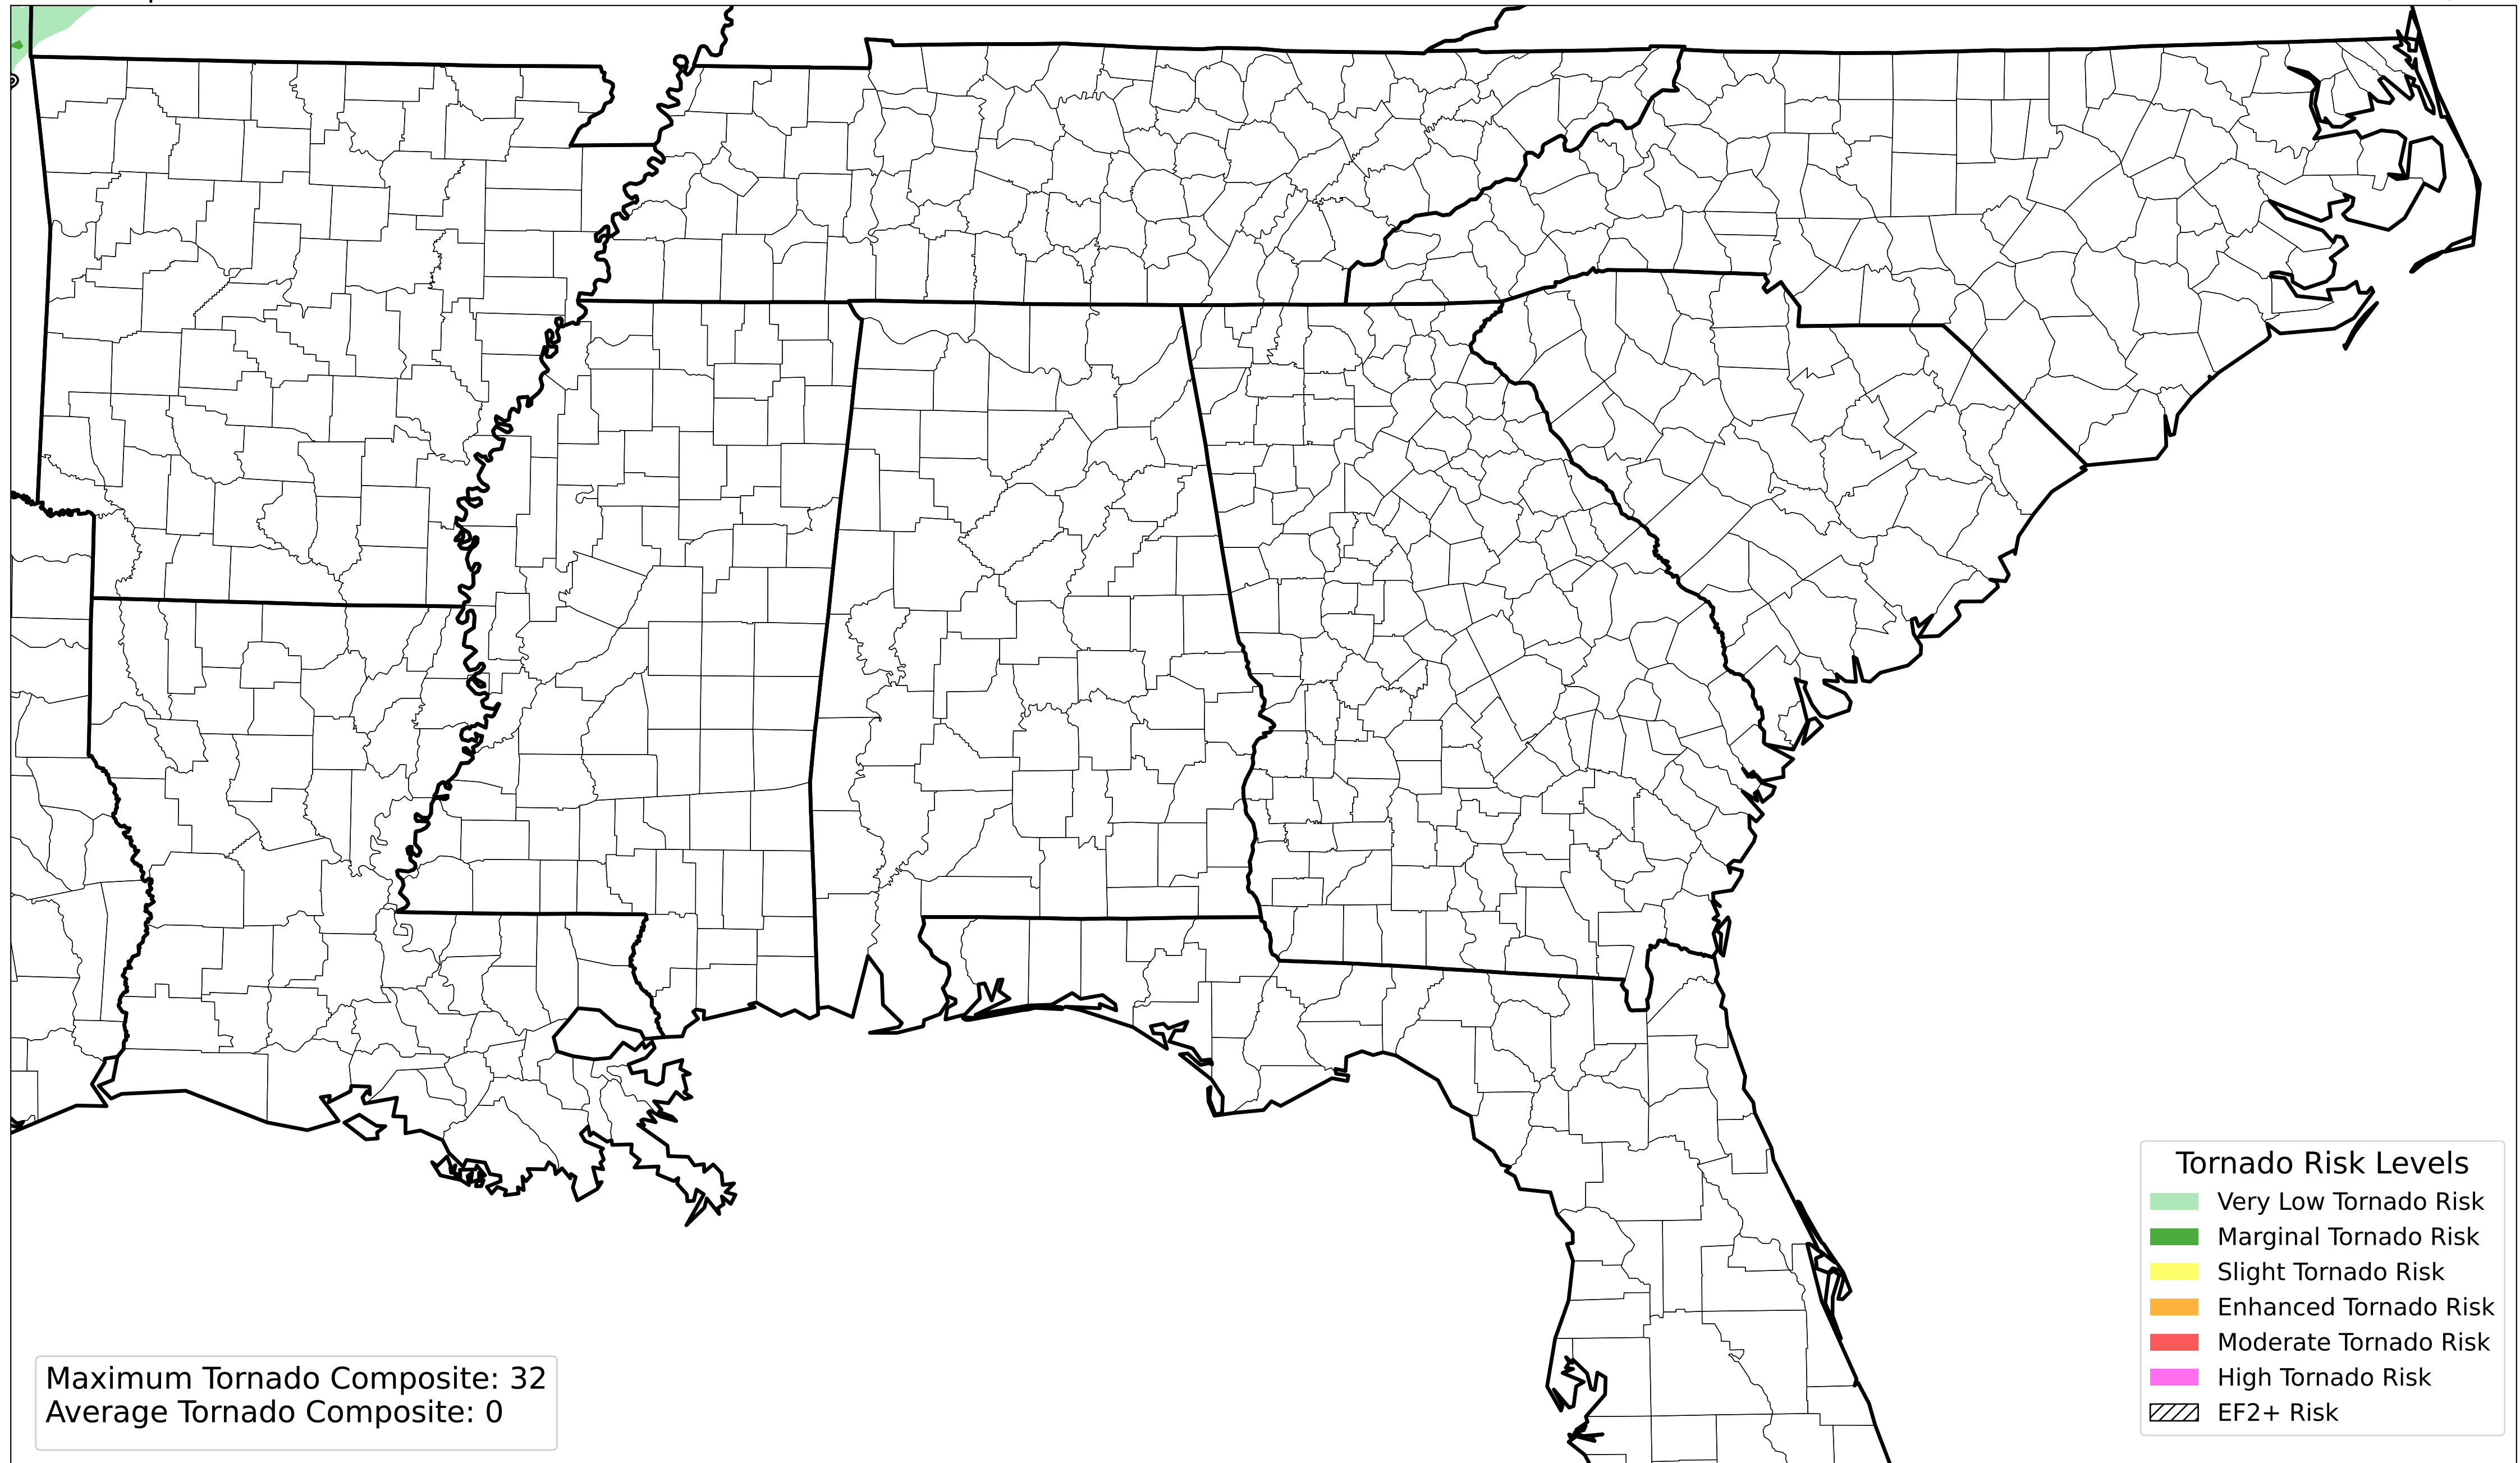 Tornado Risk Levels
Very Low Tornado Risk
Marginal Tornado Risk
Slight Tornado Risk
Enhanced Tornado Risk
Moderate Tornado Risk
High Tornado Risk
EF2+ Risk
Maximum Tornado Composite: 32
Average Tornado Composite: 0